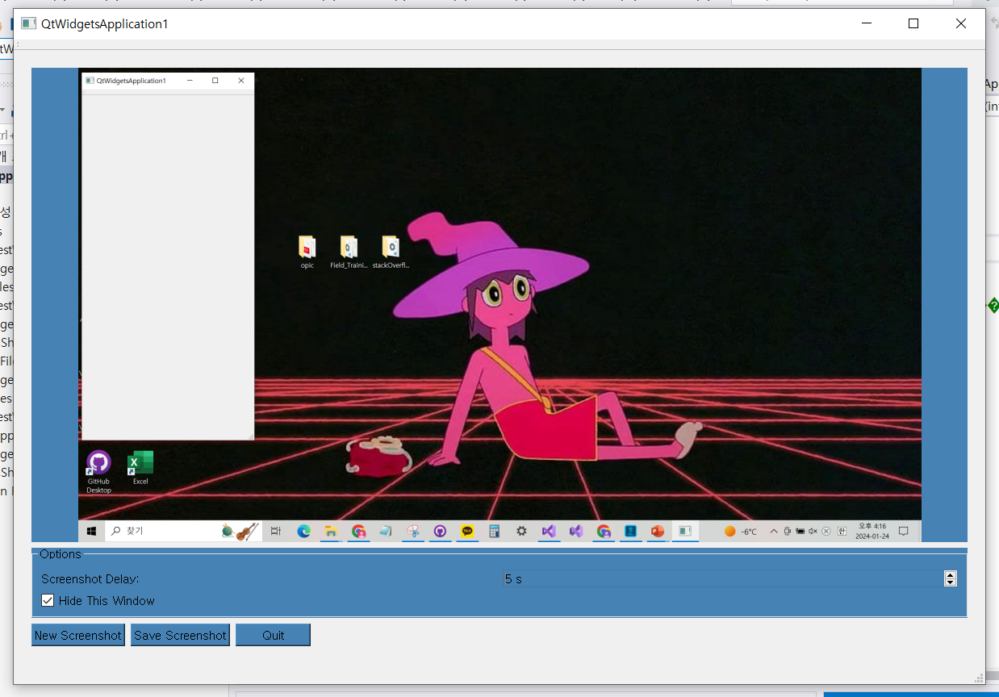 QtWidgetsApplication1
QtWidgetsApplication1
opic
Field_Traini...
stackOverfl...
GitHub
Desktop
Excel
찾기
-6℃
한
오후 4:16
2024-01-24
Options
Screenshot Delay:
5 s
Hide This Window
New Screenshot
Save Screenshot
Quit